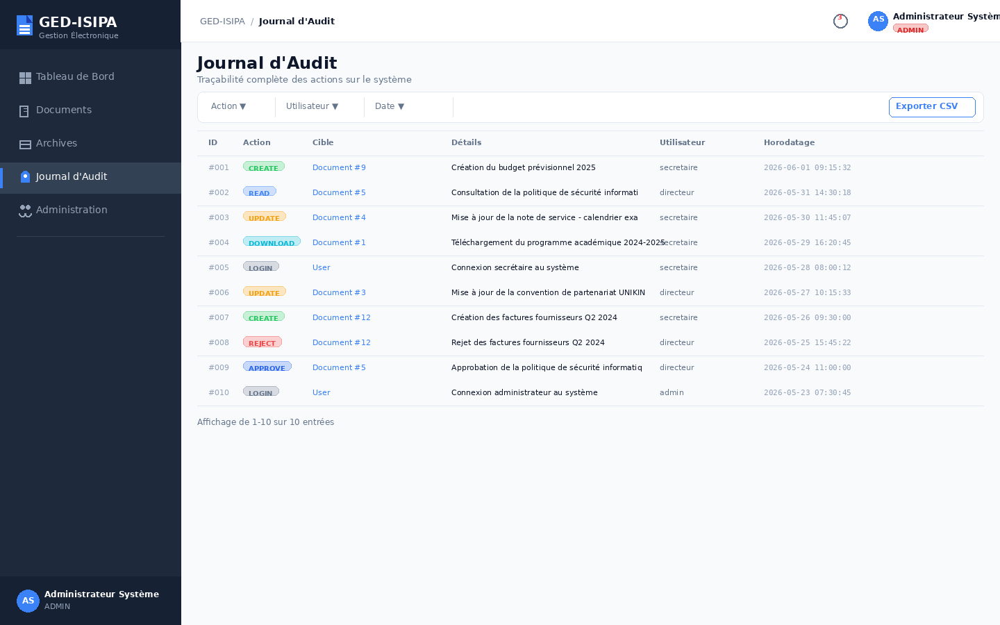 GED-ISIPA
Gestion Électronique
Tableau de Bord
Documents
Archives
Journal d'Audit
Administration
Administrateur Système
ADMIN
AS
GED-ISIPA / Journal d'Audit
3
AS
Administrateur Systèm
ADMIN
Journal d'Audit
Traçabilité complète des actions sur le système
Action ▼ Utilisateur ▼ Date ▼ Exporter CSV
ID Action Cible Détails Utilisateur Horodatage
#001 CREATE Document #9 Création du budget prévisionnel 2025 secretaire 2026-06-01 09:15:32
#002 READ Document #5 Consultation de la politique de sécurité informati directeur 2026-05-31 14:30:18
#003 UPDATE Document #4 Mise à jour de la note de service - calendrier exa secretaire 2026-05-30 11:45:07
#004 DOWNLOAD Document #1 Téléchargement du programme académique 2024-2025 secretaire 2026-05-29 16:20:45
#005 LOGIN User Connexion secrétaire au système secretaire 2026-05-28 08:00:12
#006 UPDATE Document #3 Mise à jour de la convention de partenariat UNIKIN directeur 2026-05-27 10:15:33
#007 CREATE Document #12 Création des factures fournisseurs Q2 2024 secretaire 2026-05-26 09:30:00
#008 REJECT Document #12 Rejet des factures fournisseurs Q2 2024 directeur 2026-05-25 15:45:22
#009 APPROVE Document #5 Approbation de la politique de sécurité informatiq directeur 2026-05-24 11:00:00
#010 LOGIN User Connexion administrateur au système admin 2026-05-23 07:30:45
Affichage de 1-10 sur 10 entrées